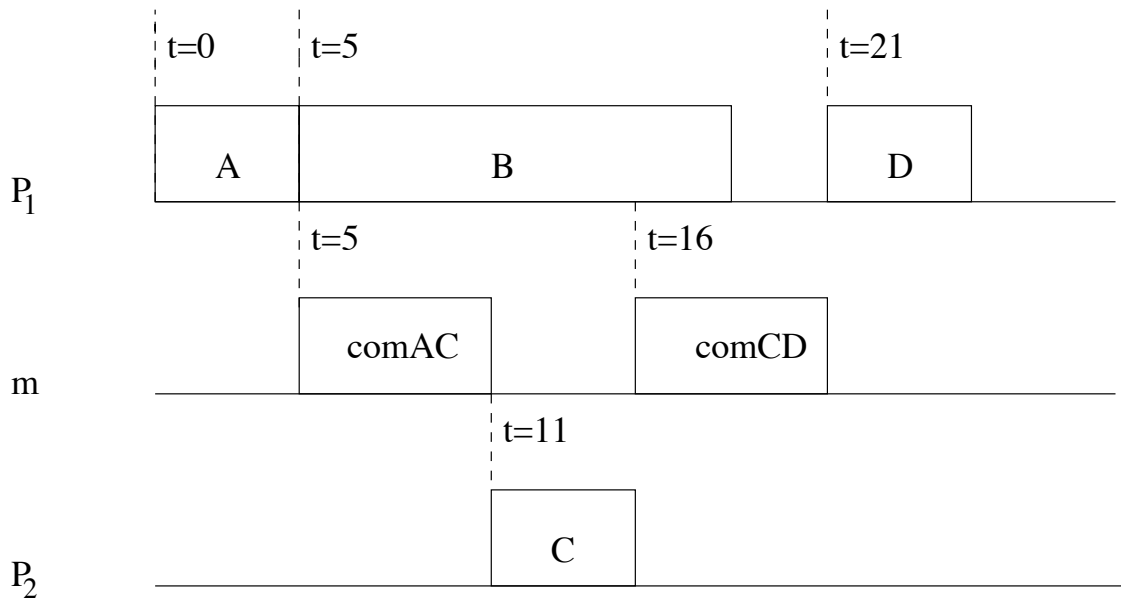 t=0 t=5 t=21
A B D
P1
t=5 t=16
comAC comCD
m
t=11
C
P2